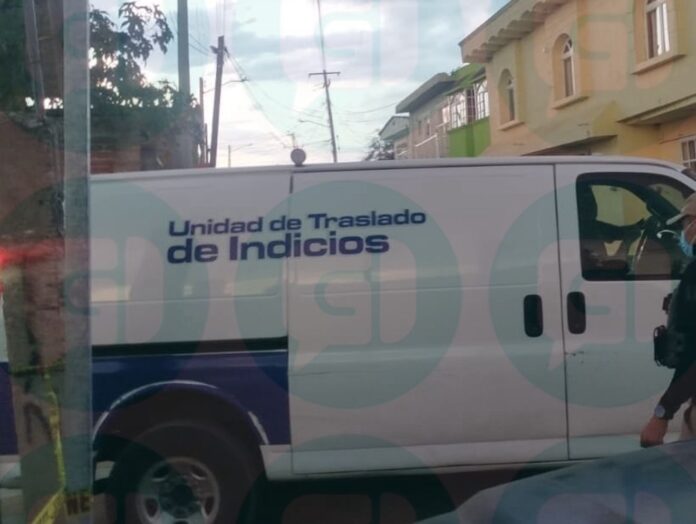 Unidad de Traslado
de Indicios